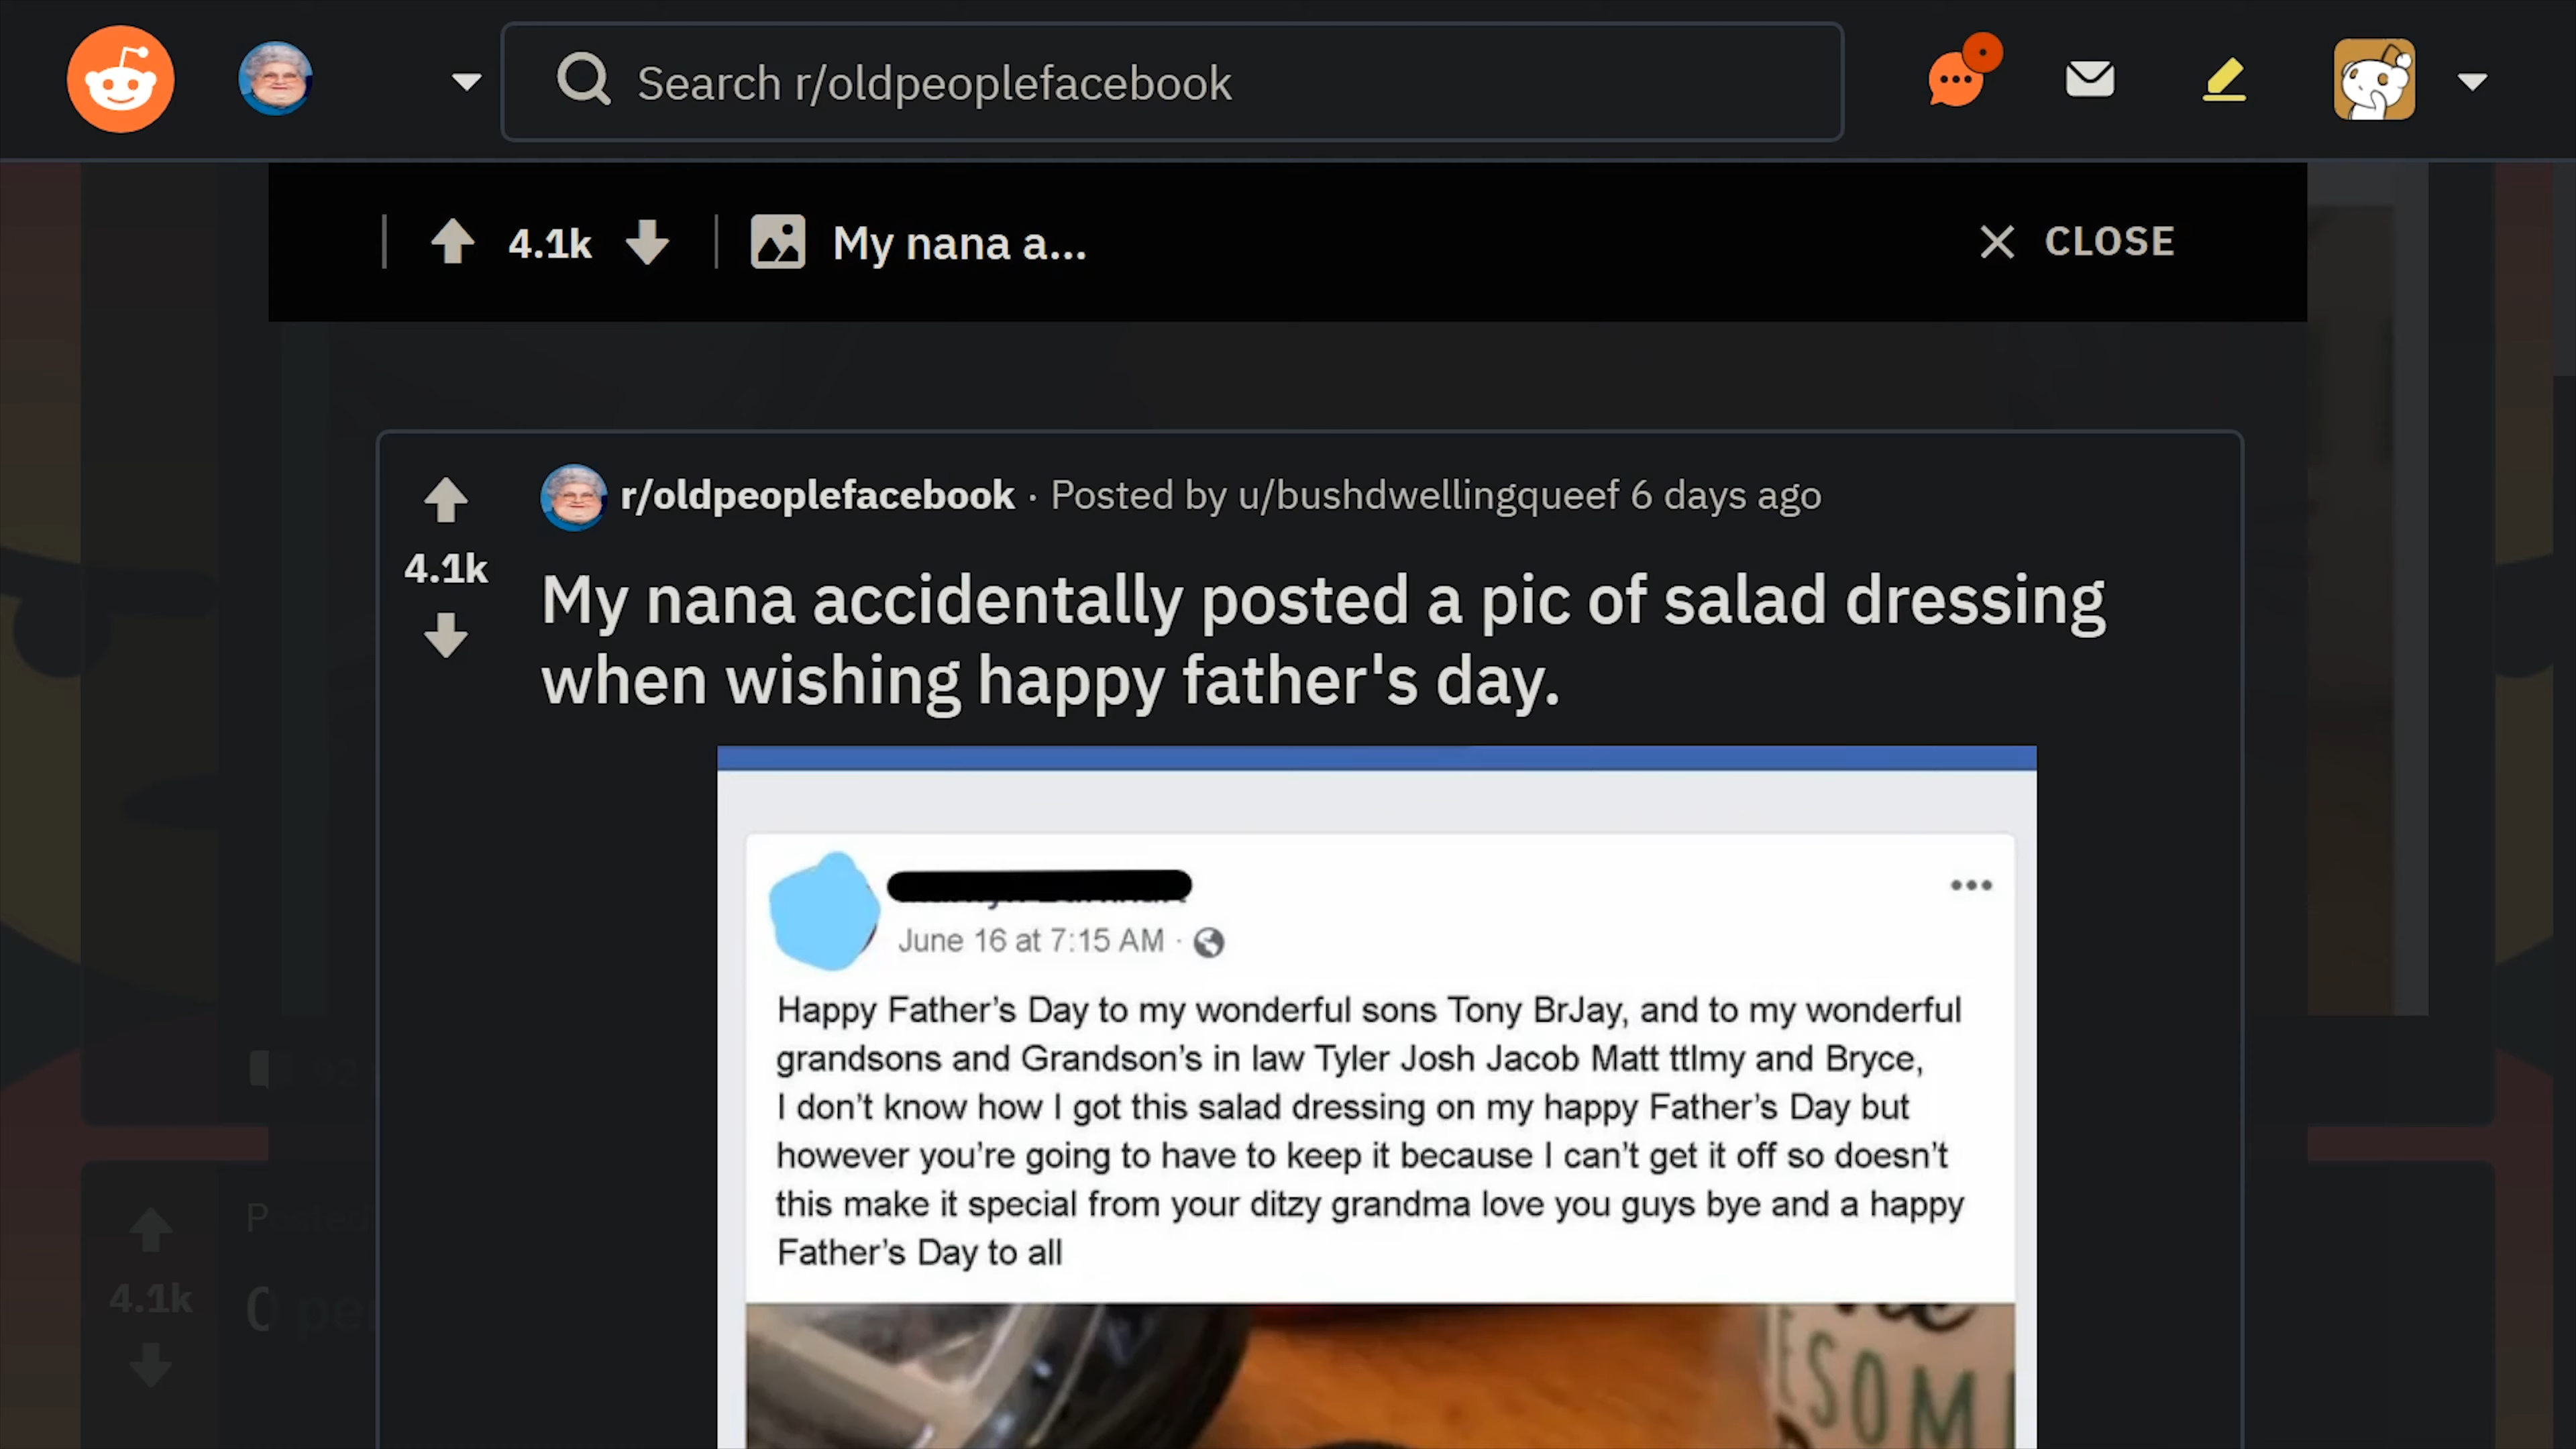 Search r/oldpeoplefacebook
4.1k
My nana a...
CLOSE
r/oldpeoplefacebook · Posted by u/bushdwellingqueef 6 days ago
4.1k
My nana accidentally posted a pic of salad dressing
when wishing happy father's day.
June 16 at 7:15 AM ·
Happy Father's Day to my wonderful sons Tony BrJay, and to my wonderful
grandsons and Grandson's in law Tyler Josh Jacob Matt ttlmy and Bryce,
I don't know how I got this salad dressing on my happy Father's Day but
however you're going to have to keep it because I can't get it off so doesn't
this make it special from your ditzy grandma love you guys bye and a happy
Father's Day to all
ESOM
4.1k